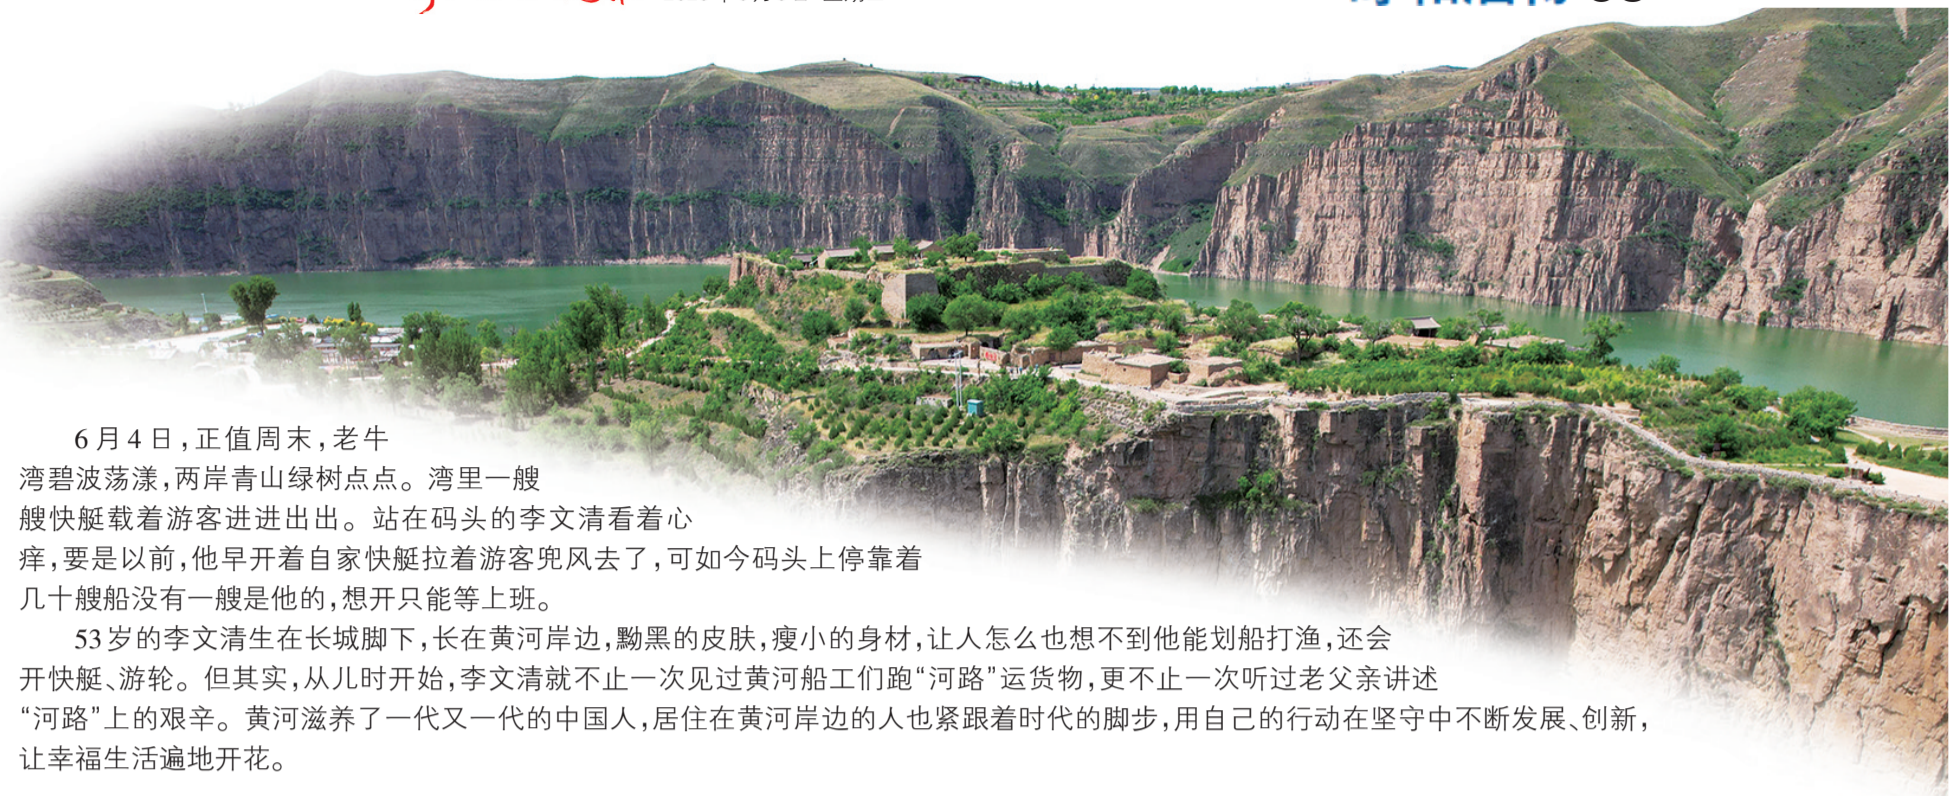 6月4日,正值周末,老牛
湾碧波荡漾,两岸青山绿树点点。湾里一艘
艘快艇载着游客进进出出。站在码头的李文清看着心
痒,要是以前,他早开着自家快艇拉着游客兜风去了,可如今码头上停靠着
几十艘船没有一艘是他的,想开只能等上班。
53岁的李文清生在长城脚下,长在黄河岸边,黝黑的皮肤,瘦小的身材,让人怎么也想不到他能划船打渔,还会
开快艇、游轮。但其实,从儿时开始,李文清就不止一次见过黄河船工们跑“河路”运货物,更不止一次听过老父亲讲述
“河路”上的艰辛。黄河滋养了一代又一代的中国人,居住在黄河岸边的人也紧跟着时代的脚步,用自己的行动在坚守中不断发展、创新,
让幸福生活遍地开花。